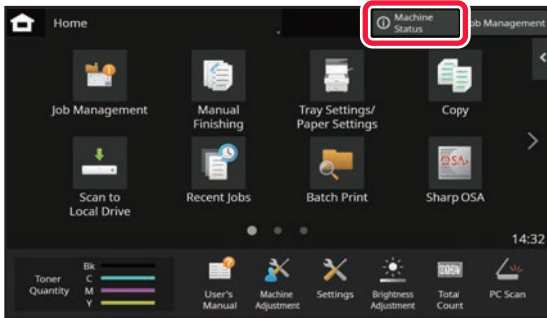 Home
Machine
Status
Job Management
Job Management
Manual
Finishing
Tray Settings/
Paper Settings
Copy
Scan to
Local Drive
Recent Jobs
Batch Print
Sharp OSA
14:32
Toner
Quantity
Bk
C
M
Y
User's
Manual
Machine
Adjustment
Settings
Brightness
Adjustment
Total
Count
PC Scan